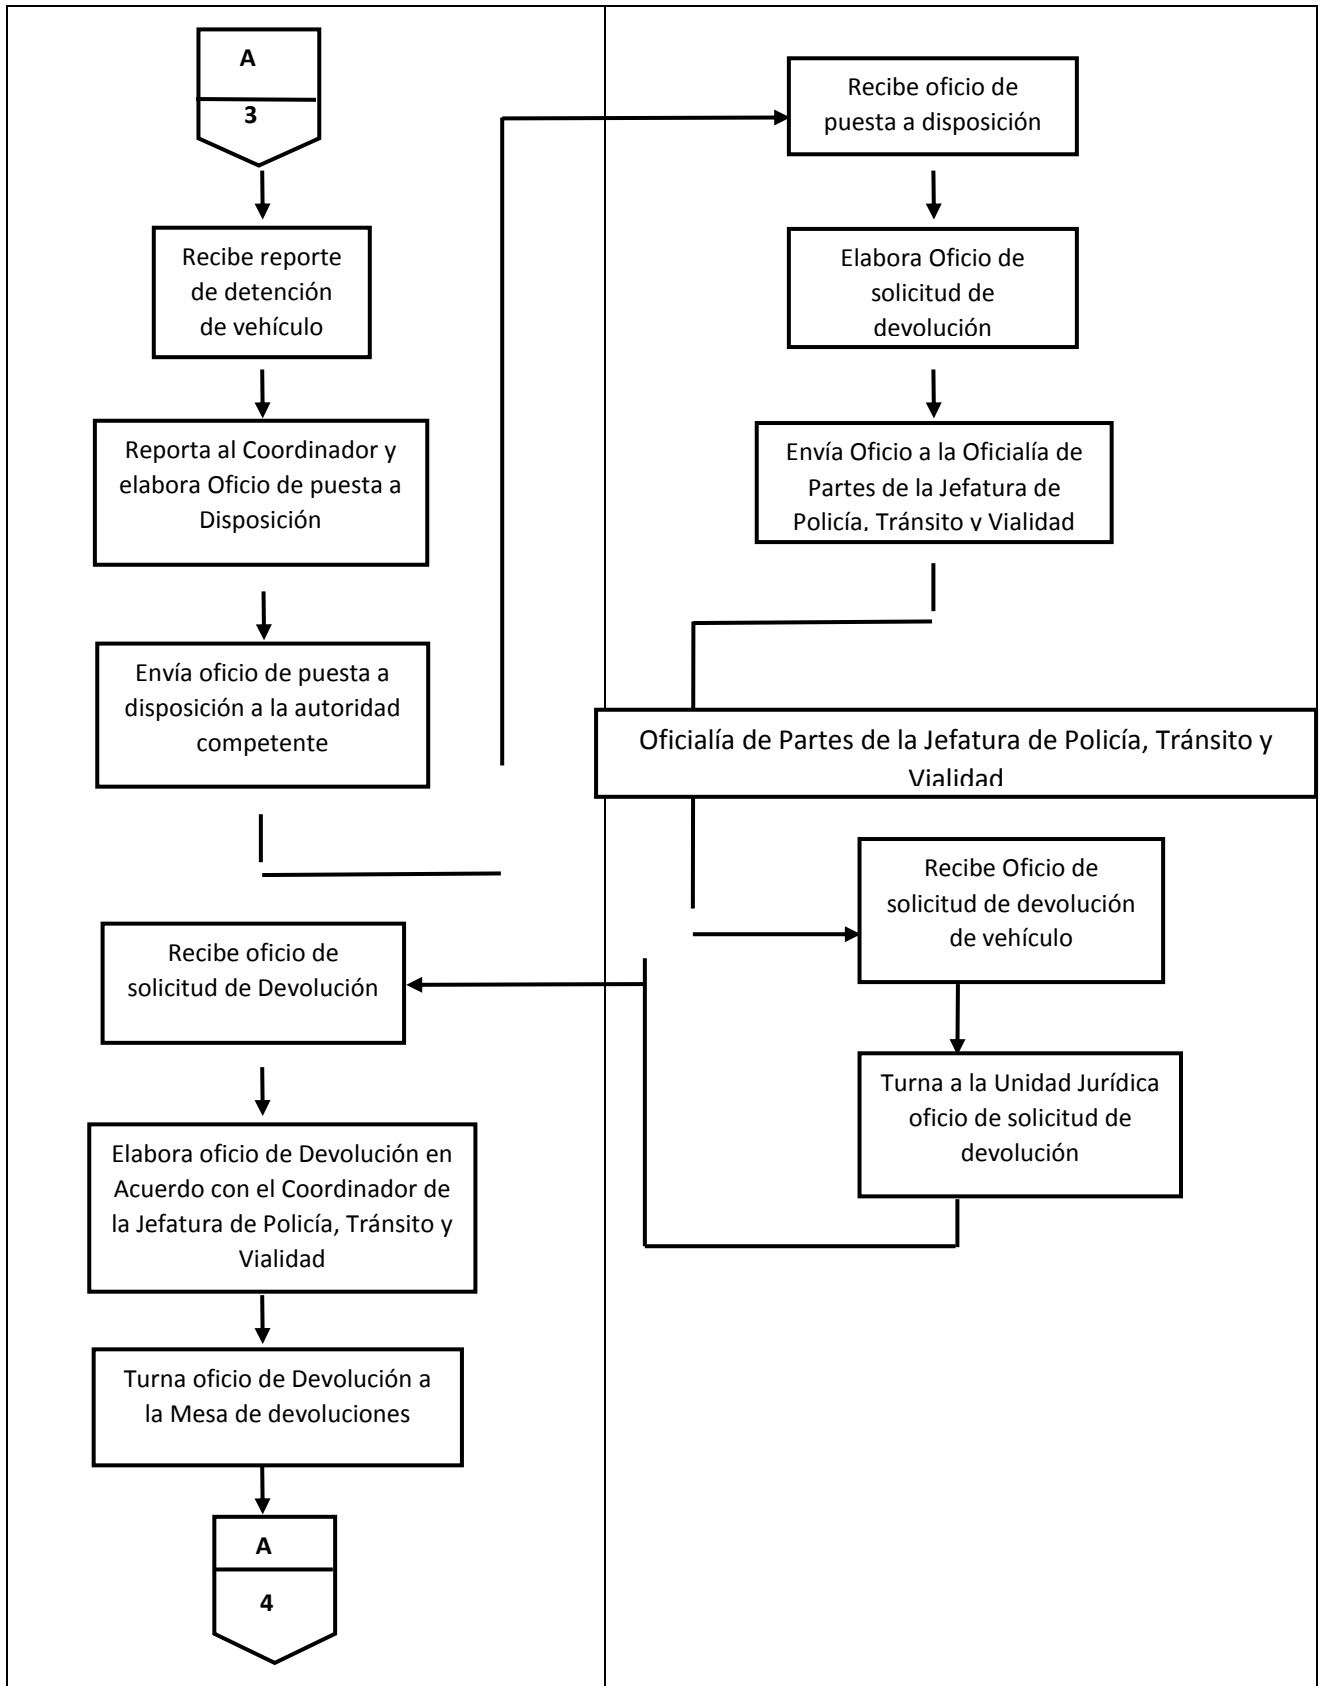 A
3
Recibe reporte
de detención
de vehículo
Reporta al Coordinador y
elabora Oficio de puesta a
Disposición
Envía oficio de puesta a
disposición a la autoridad
competente
Recibe oficio de
puesta a disposición
Elabora Oficio de
solicitud de
devolución
Envía Oficio a la Oficialía de
Partes de la Jefatura de
Policía, Tránsito y Vialidad
Oficialía de Partes de la Jefatura de Policía, Tránsito y
Vialidad
Recibe Oficio de
solicitud de devolución
de vehículo
Turna a la Unidad Jurídica
oficio de solicitud de
devolución
Recibe oficio de
solicitud de Devolución
Elabora oficio de Devolución en
Acuerdo con el Coordinador de
la Jefatura de Policía, Tránsito y
Vialidad
Turna oficio de Devolución a
la Mesa de devoluciones
A
4